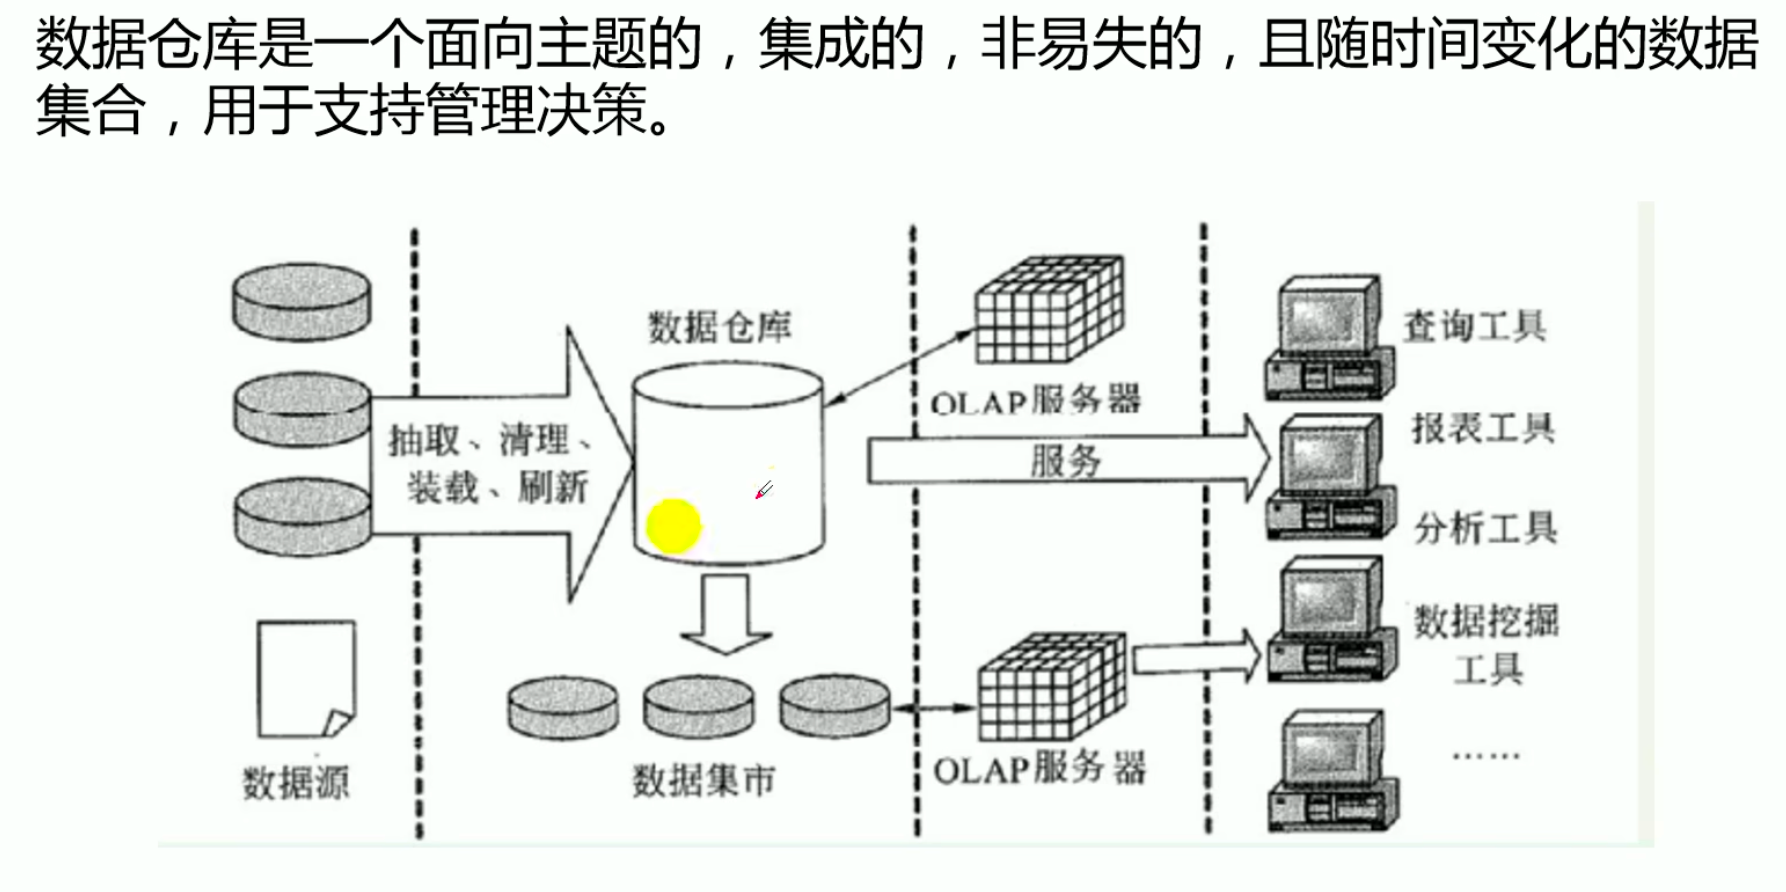 数据仓库是一个面向主题的，集成的，非易失的，且随时间变化的数据
集合，用于支持管理决策。
数据仓库
查询工具
OLAP服务器
报表工具
抽取、清理、
装载、刷新
服务
分析工具
数据挖掘
工具
……
数据源
数据集市
OLAP服务器